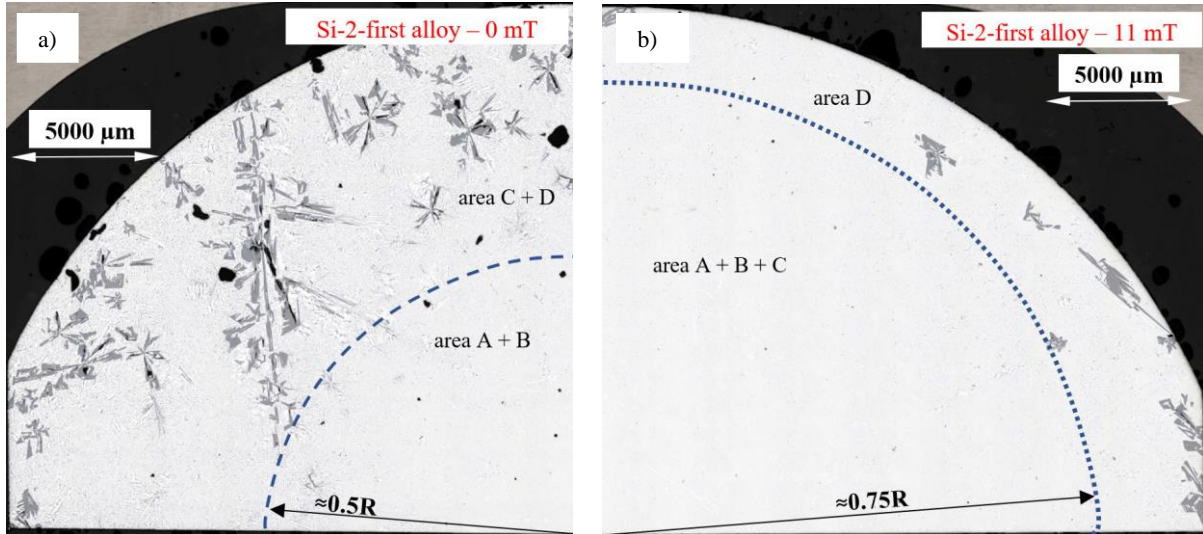 a)
Si-2-first alloy – 0 mT
5000 µm
area C + D
area A + B
≈0.5R
b)
Si-2-first alloy – 11 mT
5000 µm
area D
area A + B + C
≈0.75R